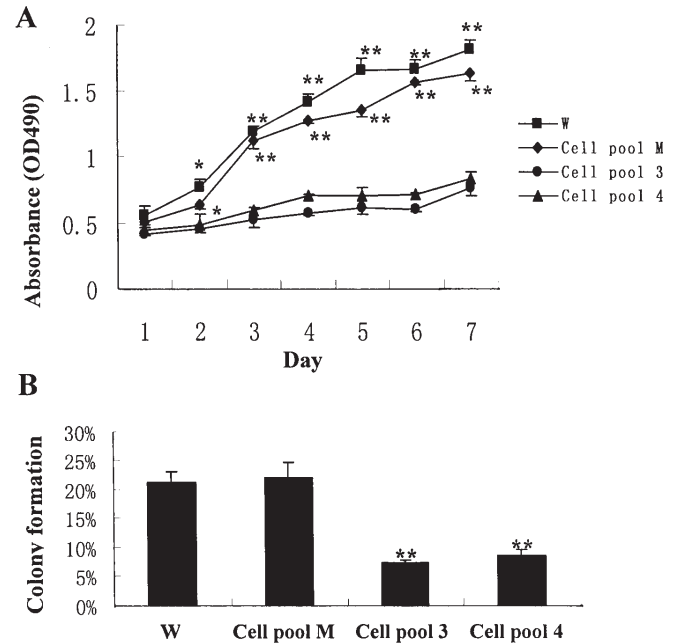 A
Absorbance (OD490)
2
1.5
1
0.5
0
**
**
**
**
**
*
**
**
**
**
**
*
1 2 3 4 5 6 7
Day
W
Cell pool M
Cell pool 3
Cell pool 4
B
Colony formation
30%
25%
20%
15%
10%
5%
0%
**
**
W Cell pool M Cell pool 3 Cell pool 4